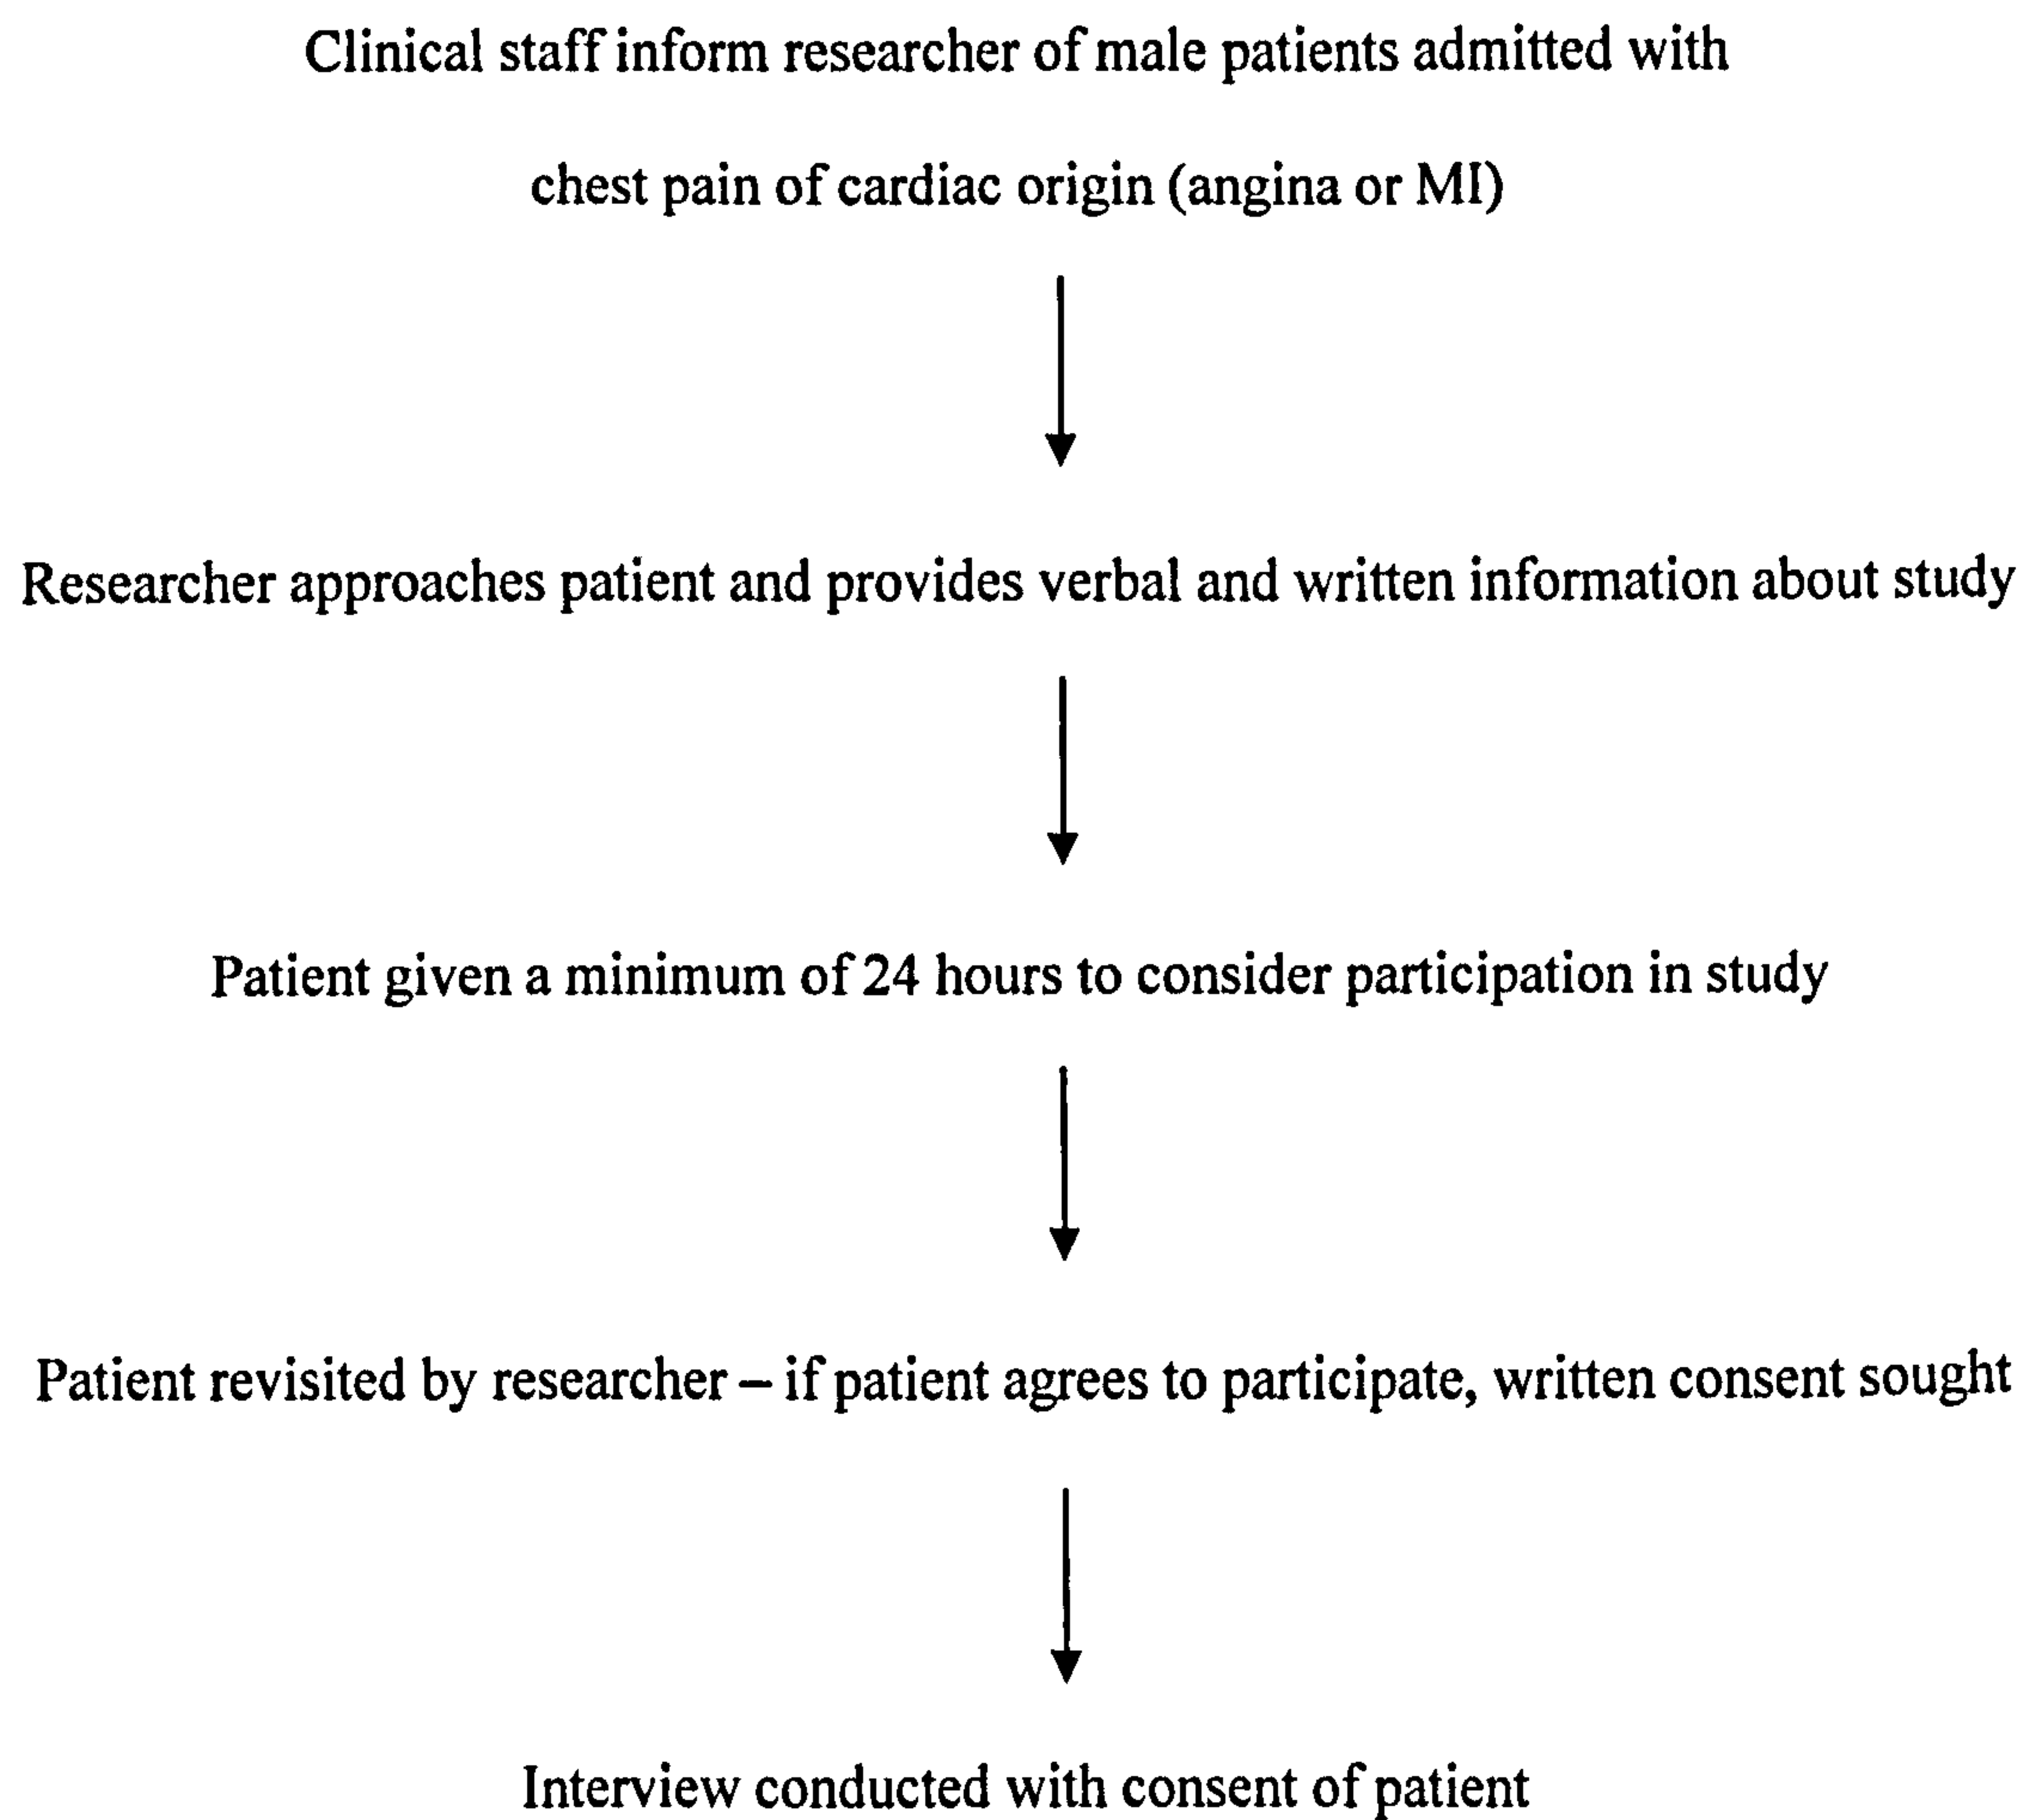 Clinical staff inform researcher of male patients admitted with
chest pain of cardiac origin (angina or MI)
Researcher approaches patient and provides verbal and written information about study
Patient given a minimum of 24 hours to consider participation in study
Patient revisited by researcher – if patient agrees to participate, written consent sought
Interview conducted with consent of patient